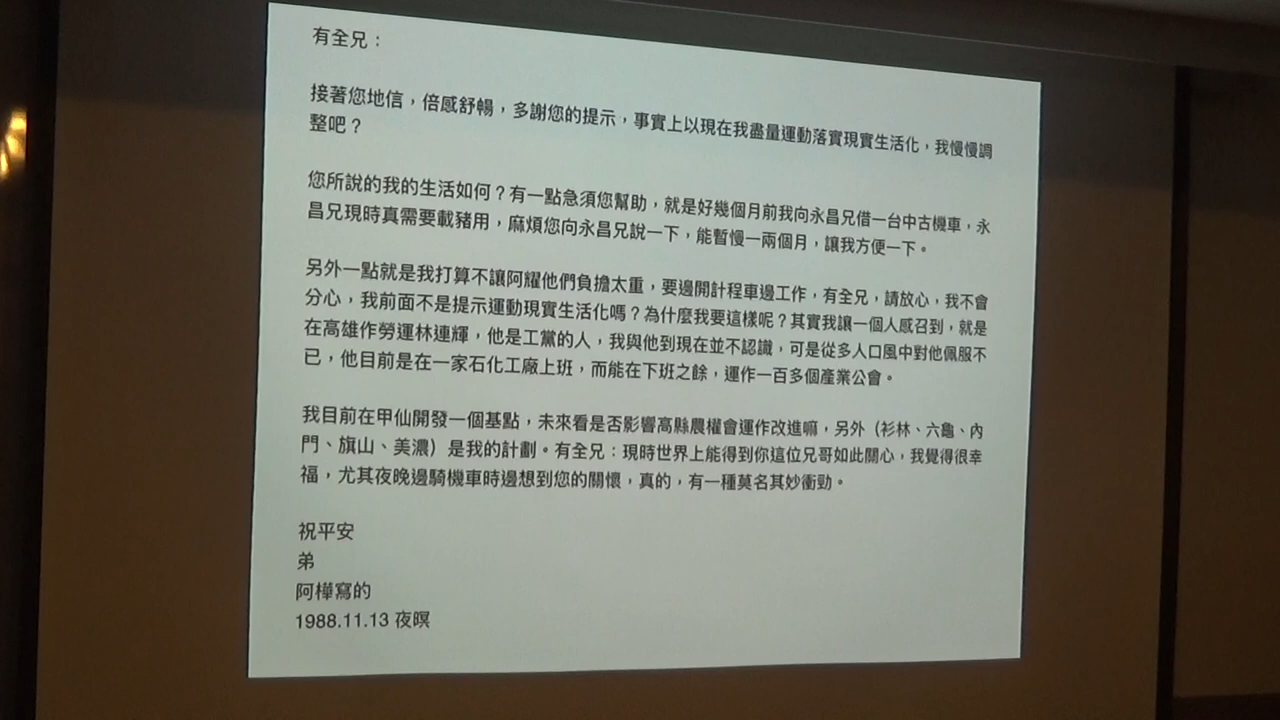 有全兄：
接著您地信，倍感舒暢，多謝您的提示，事實上以現在我盡量運動落實現實生活化，我慢慢調
整吧？
您所說的我的生活如何？有一點急須您幫助，就是好幾個月前我向永昌兄借一台中古機車，永
昌兄現時真需要載豬用，麻煩您向永昌兄說一下，能暫慢一兩個月，讓我方便一下。
另外一點就是我打算不讓阿耀他們負擔太重，要邊開計程車邊工作，有全兄，請放心，我不會
分心，我前面不是提示運動現實生活化嗎？為什麼我要這樣呢？其實我讓一個人感召到，就是
在高雄作勞運林連輝，他是工黨的人，我與他到現在並不認識，可是從多人口風中對他佩服不
已，他目前是在一家石化工廠上班，而能在下班之餘，運作一百多個產業公會。
我目前在甲仙開發一個基點，未來看是否影響高縣農權會運作改進嘛，另外（衫林、六龜、內
門、旗山、美濃）是我的計劃。有全兄：現時世界上能得到你這位兄哥如此關心，我覺得很幸
福，尤其夜晚邊騎機車時邊想到您的關懷，真的，有一種莫名其妙衝勁。
祝平安
弟
阿樺寫的
1988.11.13 夜暝